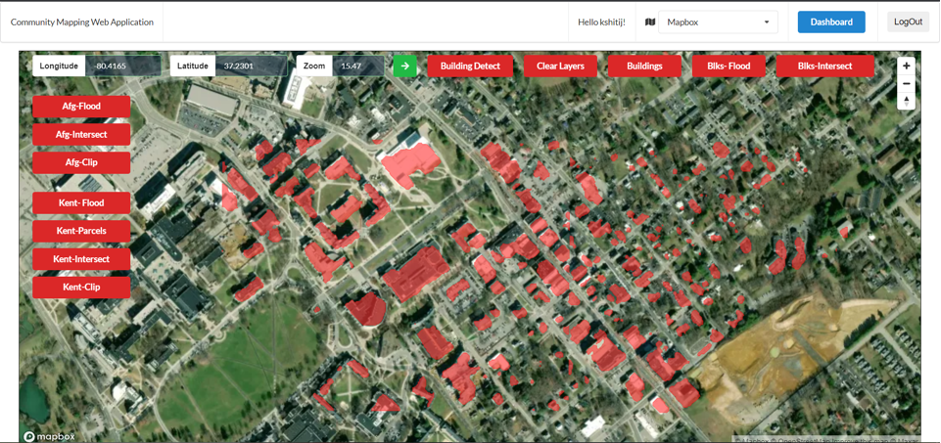 Community Mapping Web Application
Hello kshitij!
Mapbox
Dashboard
LogOut
Longitude -80.4165
Latitude 37.2301
Zoom 15.47
Building Detect
Clear Layers
Buildings
Blks- Flood
Blks-Intersect
Afg-Flood
Afg-Intersect
Afg-Clip
Kent- Flood
Kent-Parcels
Kent-Intersect
Kent-Clip
mapbox